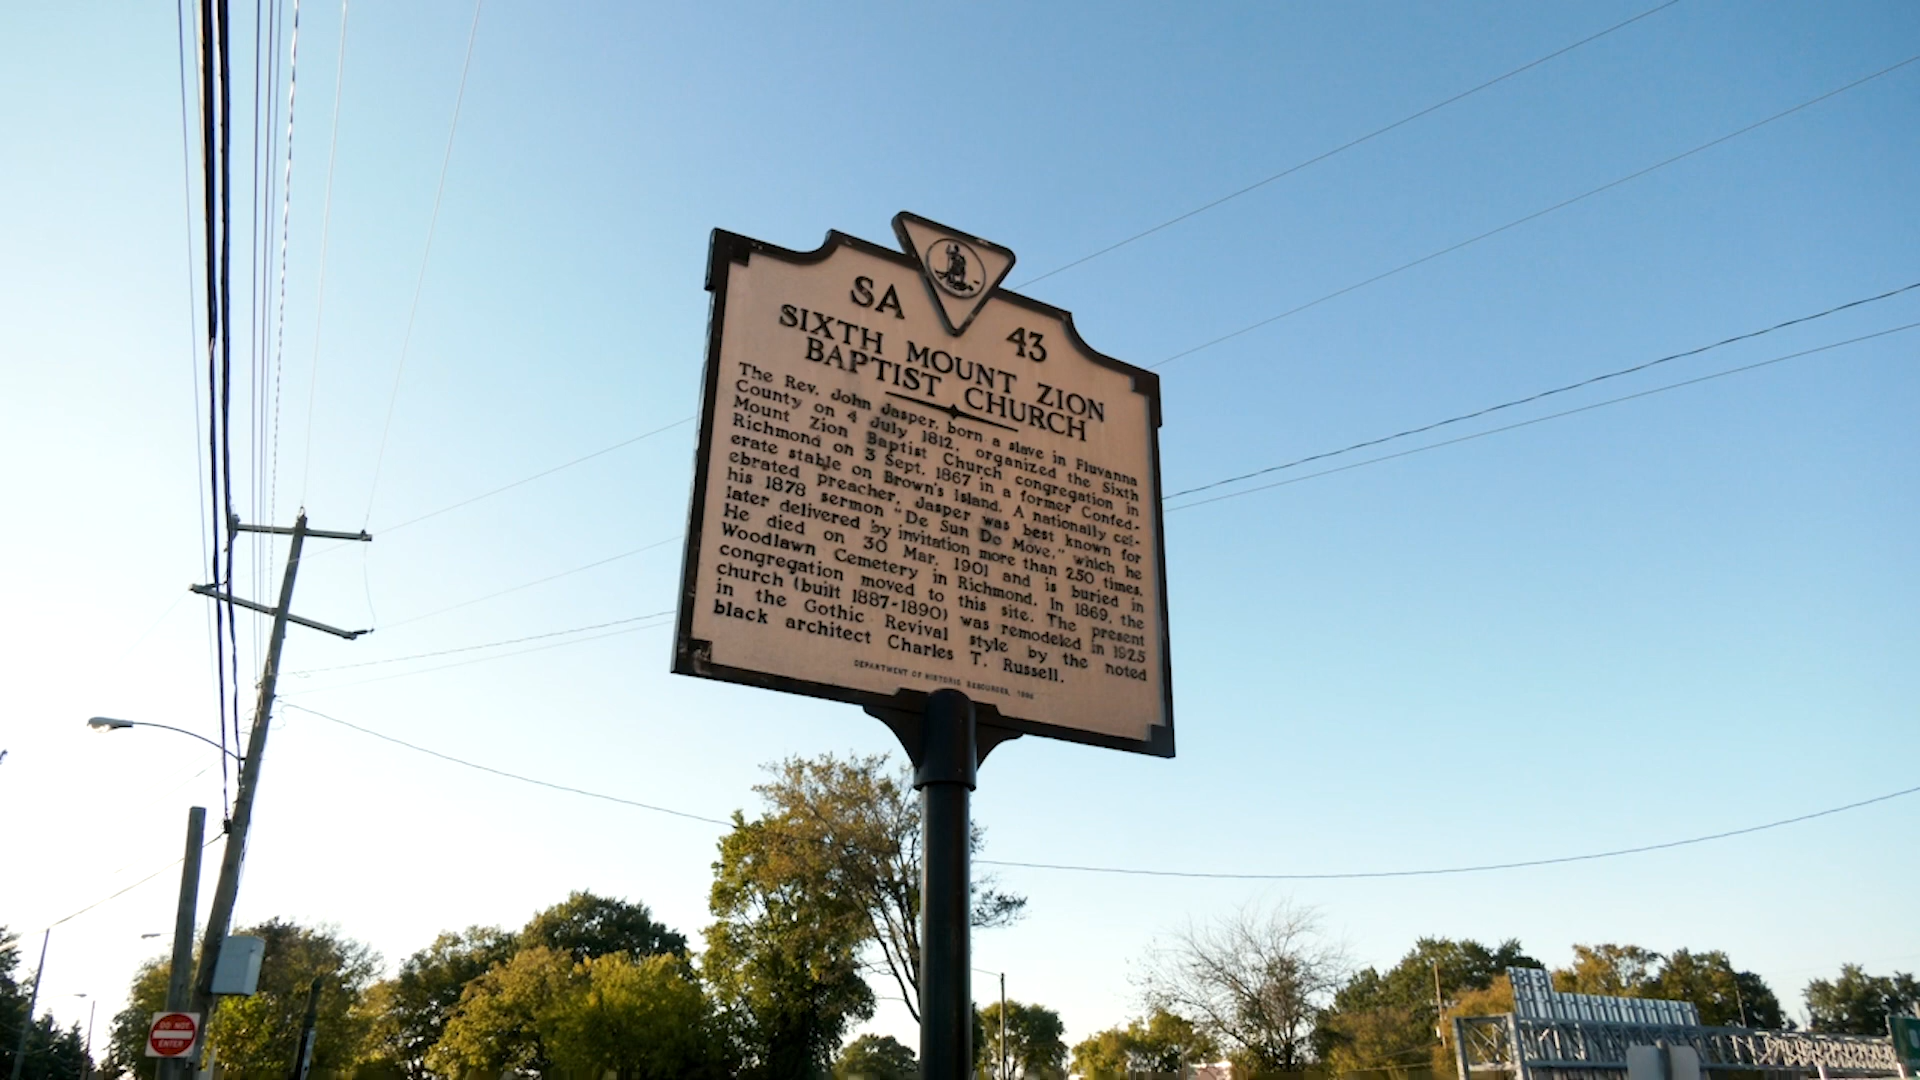 SA 43
SIXTH MOUNT ZION
BAPTIST CHURCH
The Rev. John Jasper, born a slave in Fluvanna
County on 4 July 1812, organized the Sixth
Mount Zion Baptist Church congregation in
Richmond on 3 Sept. 1867 in a former Confed-
erate stable on Brown's Island. A nationally cel-
ebrated preacher, Jasper was best known for
his 1878 sermon "De Sun Do Move," which he
later delivered by invitation more than 250 times.
He died on 30 Mar. 1901 and is buried in
Woodlawn Cemetery in Richmond. In 1869, the
congregation moved to this site. The present
church (built 1887-1890) was remodeled in 1925
in the Gothic Revival style by the noted
black architect Charles T. Russell.
DEPARTMENT OF HISTORIC RESOURCES,
DO NOT
ENTER